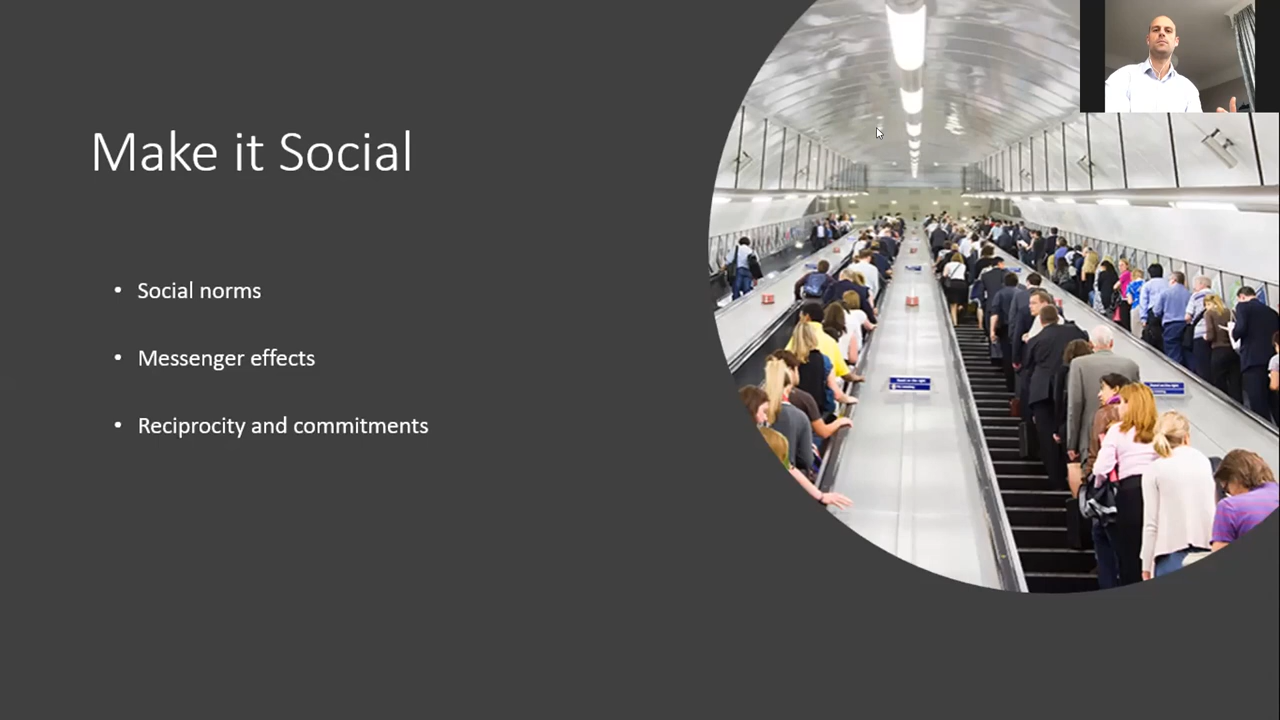 Make it Social
• Social norms
• Messenger effects
• Reciprocity and commitments